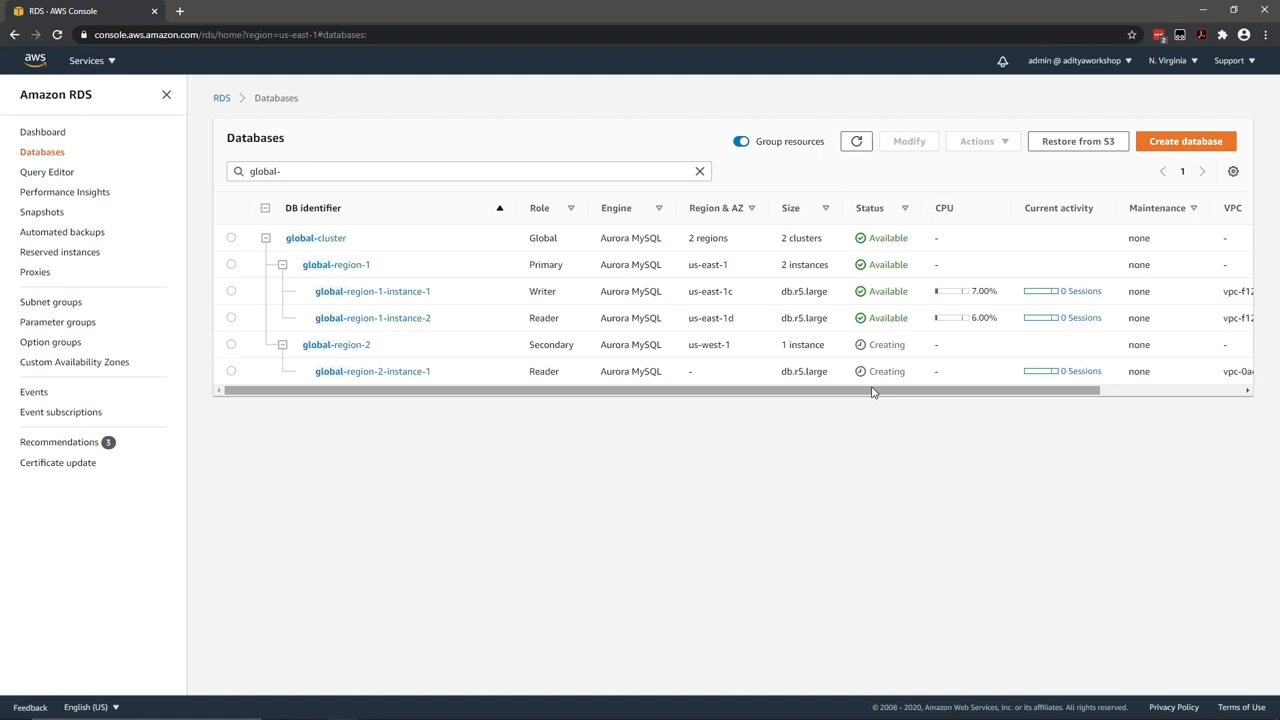 RDS - AWS Console
console.aws.amazon.com/rds/home?region=us-east-1#databases:
2
aws Services admin @ adityaworkshop N. Virginia Support
Amazon RDS
Dashboard
Databases
Query Editor
Performance Insights
Snapshots
Automated backups
Reserved instances
Proxies
Subnet groups
Parameter groups
Option groups
Custom Availability Zones
Events
Event subscriptions
Recommendations 3
Certificate update
RDS > Databases
Databases
Group resources Modify Actions Restore from S3 Create database
global-
1
DB identifier Role Engine Region & AZ Size Status CPU Current activity Maintenance VPC
global-cluster Global Aurora MySQL 2 regions 2 clusters Available - none -
global-region-1 Primary Aurora MySQL us-east-1 2 instances Available - none -
global-region-1-instance-1 Writer Aurora MySQL us-east-1c db.r5.large Available 7.00% 0 Sessions none vpc-f12
global-region-1-instance-2 Reader Aurora MySQL us-east-1d db.r5.large Available 6.00% 0 Sessions none vpc-f12
global-region-2 Secondary Aurora MySQL us-west-1 1 instance Creating - none -
global-region-2-instance-1 Reader Aurora MySQL - db.r5.large Creating - 0 Sessions none vpc-0a
Feedback English (US) © 2008 - 2020, Amazon Web Services, Inc. or its affiliates. All rights reserved. Privacy Policy Terms of Use